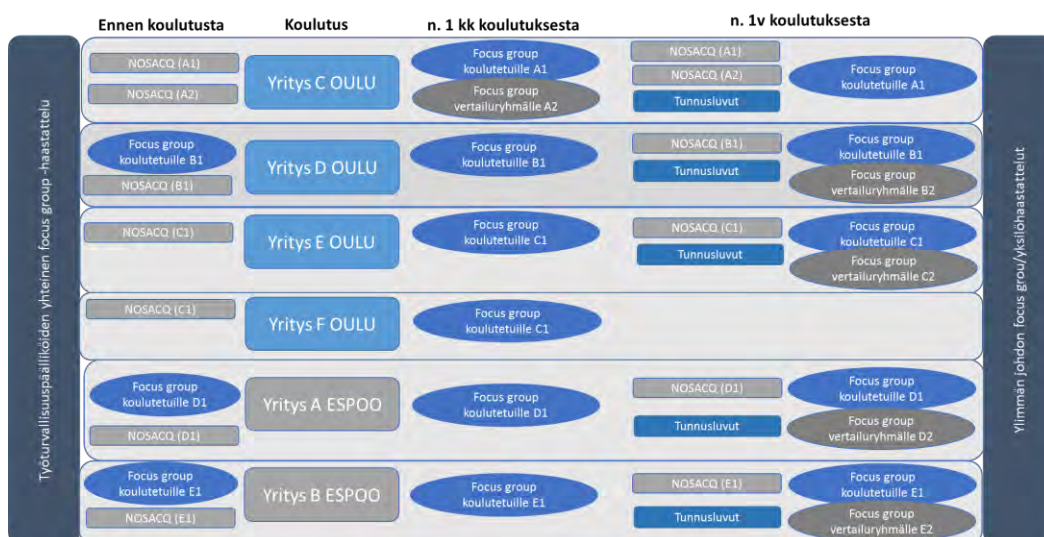 Ennen koulutusta
Koulutus
n. 1 kk koulutuksesta
n. 1v koulutuksesta
Työturvallisuuspäälliköiden yhteinen focus group -haastattelu
NOSACQ (A1)
NOSACQ (A2)
Yritys C OULU
Focus group
koulutetuille A1
Focus group
vertailuryhmälle A2
NOSACQ (A1)
NOSACQ (A2)
Tunnusluvut
Focus group
koulutetuille A1
Focus group
koulutetuille B1
NOSACQ (B1)
Yritys D OULU
Focus group
koulutetuille B1
NOSACQ (B1)
Tunnusluvut
Focus group
koulutetuille B1
Focus group
vertailuryhmälle B2
NOSACQ (C1)
Yritys E OULU
Focus group
koulutetuille C1
NOSACQ (C1)
Tunnusluvut
Focus group
koulutetuille C1
Focus group
vertailuryhmälle C2
NOSACQ (C1)
Yritys F OULU
Focus group
koulutetuille C1
Focus group
koulutetuille D1
NOSACQ (D1)
Yritys A ESPOO
Focus group
koulutetuille D1
NOSACQ (D1)
Tunnusluvut
Focus group
koulutetuille D1
Focus group
vertailuryhmälle D2
Focus group
koulutetuille E1
NOSACQ (E1)
Yritys B ESPOO
Focus group
koulutetuille E1
NOSACQ (E1)
Tunnusluvut
Focus group
koulutetuille E1
Focus group
vertailuryhmälle E2
Ylimmän johdon focus grou/yksilöhaastattelut